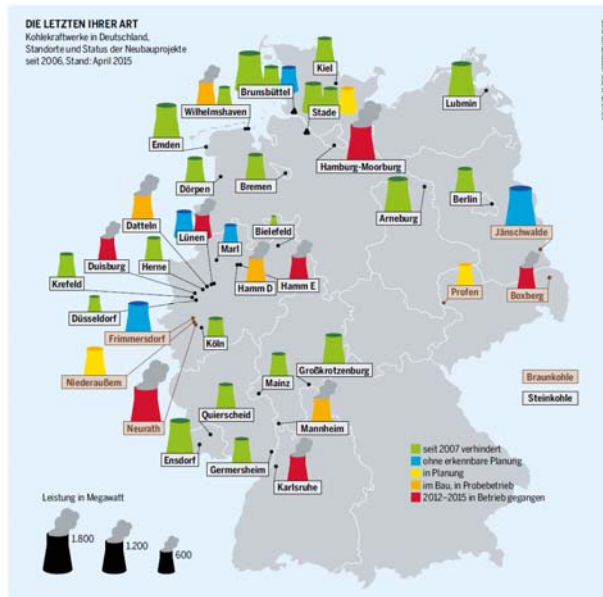 DIE LETZTEN IHRER ART
Kohlekraftwerke in Deutschland,
Standorte und Status der Neubauprojekte
seit 2006, Stand: April 2015
Kiel
Brunsbüttel
Lubmin
Wilhelmshaven
Stade
Emden
Hamburg-Moorburg
Dörpen
Bremen
Arneburg
Berlin
Jänschwalde
Datteln
Lünen
Bielefeld
Marl
Duisburg
Herne
Krefeld
Hamm D
Hamm E
Profen
Boxberg
Düsseldorf
Frimmersdorf
Köln
Großkrotzenburg
Niederaußem
Mainz
Braunkohle
Steinkohle
Neurath
Quierscheid
Mannheim
Ensdorf
Germersheim
Karlsruhe
seit 2007 verhindert
ohne erkennbare Planung
in Planung
im Bau, in Probebetrieb
2012–2015 in Betrieb gegangen
Leistung in Megawatt
1.800
1.200
600